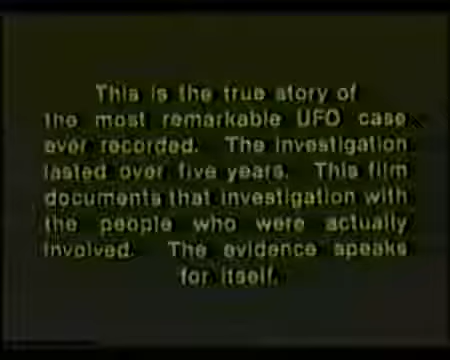 This is the true story of
the most remarkable UFO case
ever recorded. The investigation
lasted over five years. This film
documents that investigation with
the people who were actually
involved. The evidence speaks
for itself.